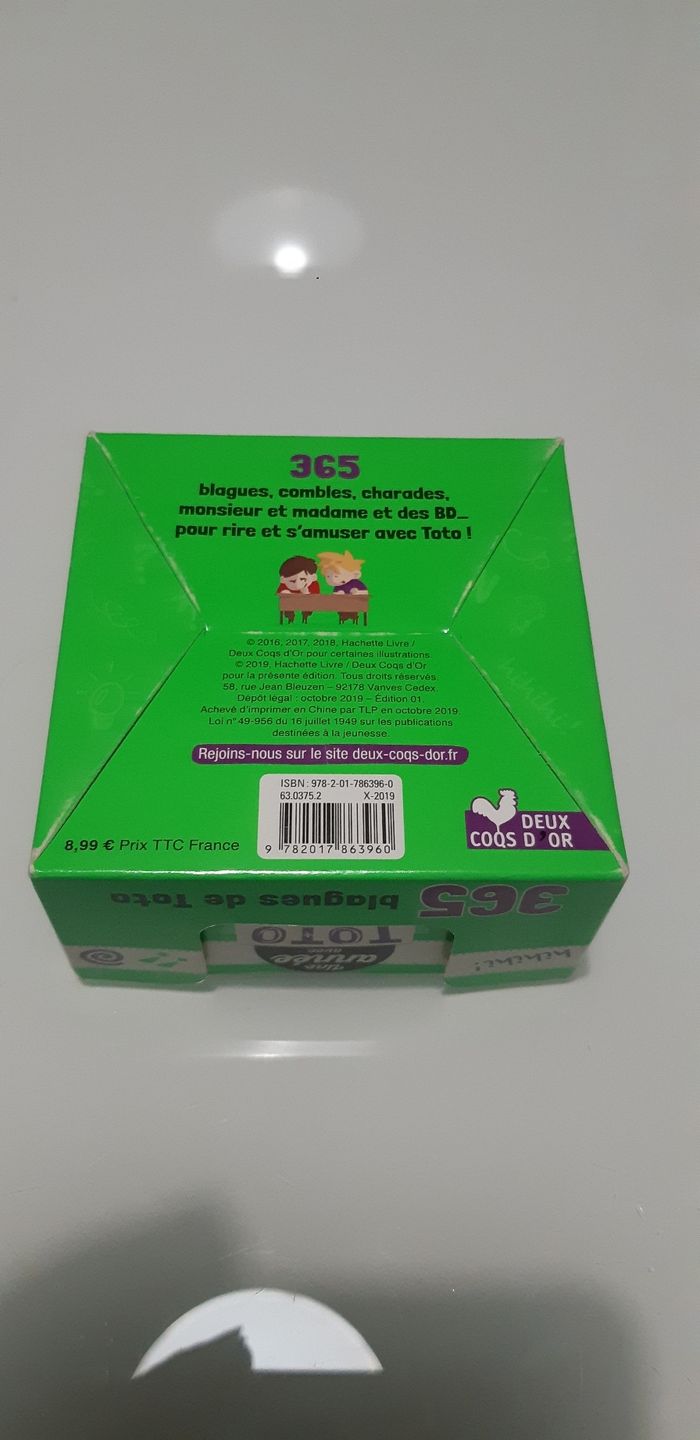 365
blagues, combles, charades,
monsieur et madame et des BD...
pour rire et s'amuser avec Toto !
© 2016, 2017, 2018, Hachette Livre /
Deux Coqs d'Or pour certaines illustrations.
© 2019, Hachette Livre / Deux Coqs d'Or
pour la présente édition. Tous droits réservés.
58, rue Jean Bleuzen – 92178 Vanves Cedex.
Dépôt légal : octobre 2019 – Édition 01
Achevé d'imprimer en Chine par TLP en octobre 2019.
Loi n° 49-956 du 16 juillet 1949 sur les publications
destinées à la jeunesse.
Rejoins-nous sur le site deux-coqs-dor.fr
ISBN : 978-2-01-786396-0
63.0375.2 X-2019
9 782017 863960
8,99 € Prix TTC France
DEUX
COQS D'OR
365 blagues de Toto
hihihi !
Une
année
avec
TOTO